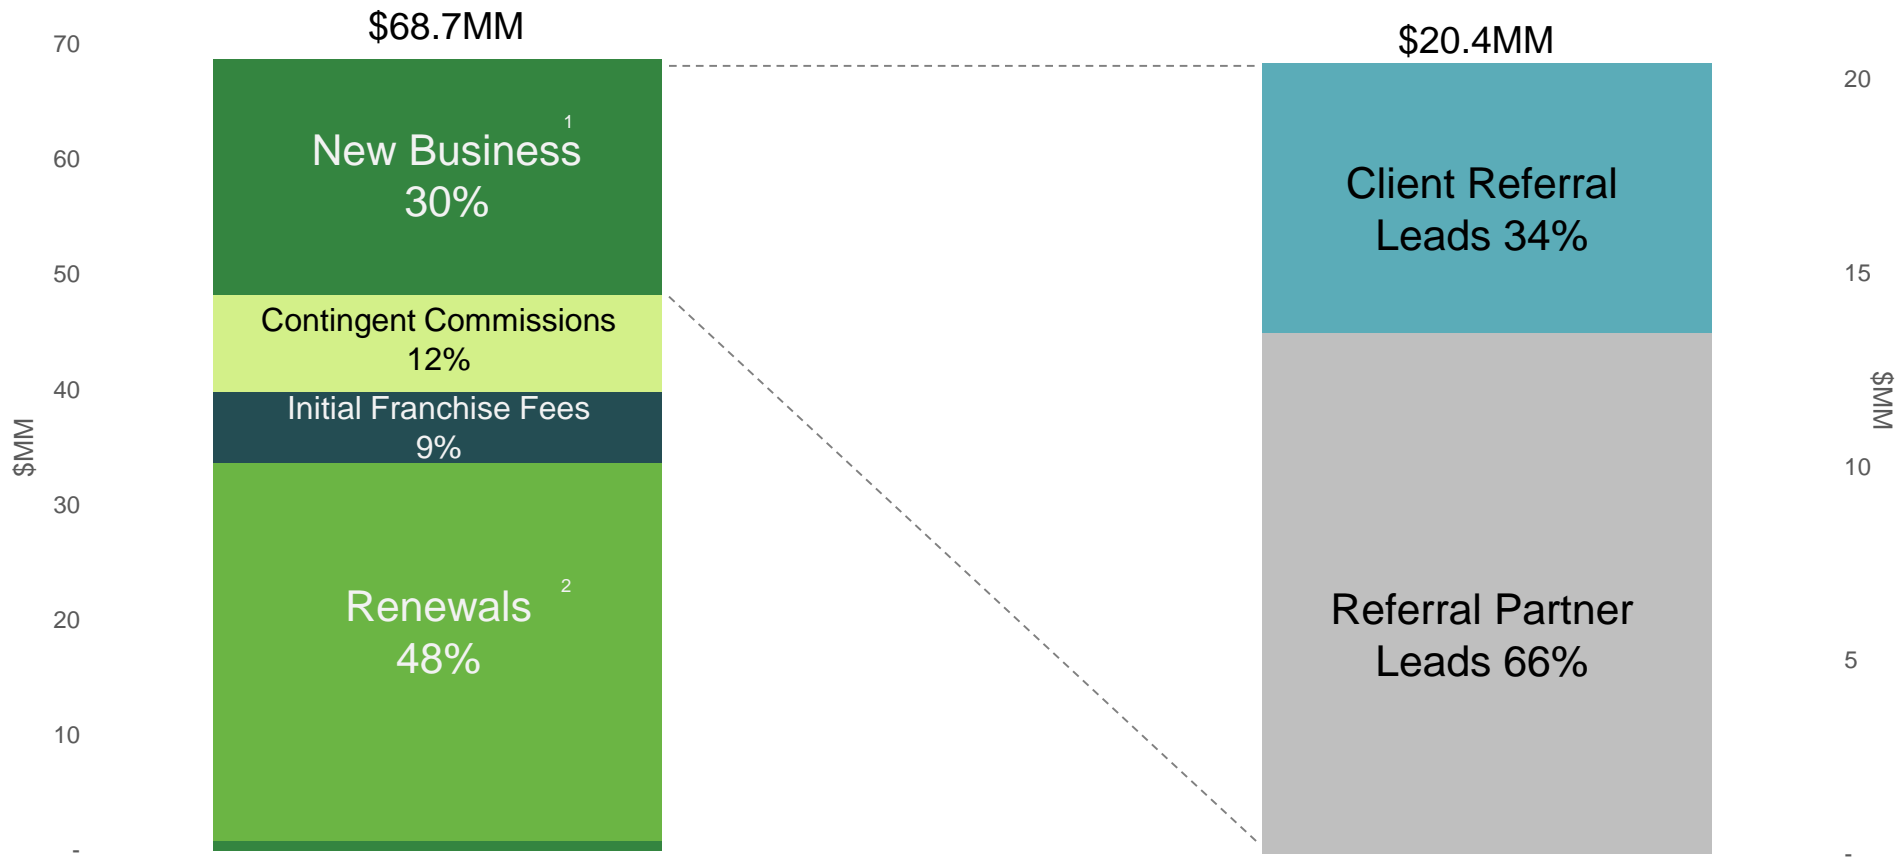 $68.7MM
$20.4MM
70
60
50
40
30
20
10
-
$MM
New Business 1
30%
Contingent Commissions
12%
Initial Franchise Fees
9%
Renewals 2
48%
Client Referral
Leads 34%
Referral Partner
Leads 66%
20
15
10
5
-
$MM